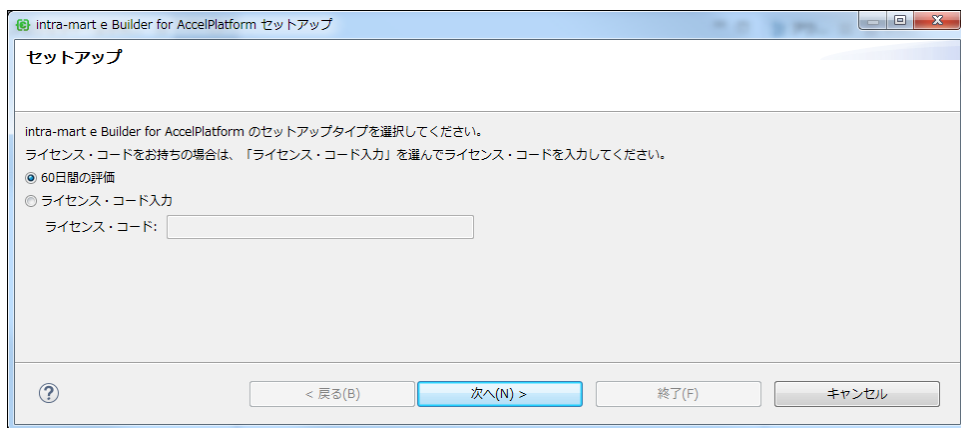 intra-mart e Builder for AccelPlatform セットアップ
セットアップ
intra-mart e Builder for AccelPlatform のセットアップタイプを選択してください。
ライセンス・コードをお持ちの場合は、「ライセンス・コード入力」を選んでライセンス・コードを入力してください。
60日間の評価
ライセンス・コード入力
ライセンス・コード:
< 戻る(B)
次へ(N) >
終了(F)
キャンセル